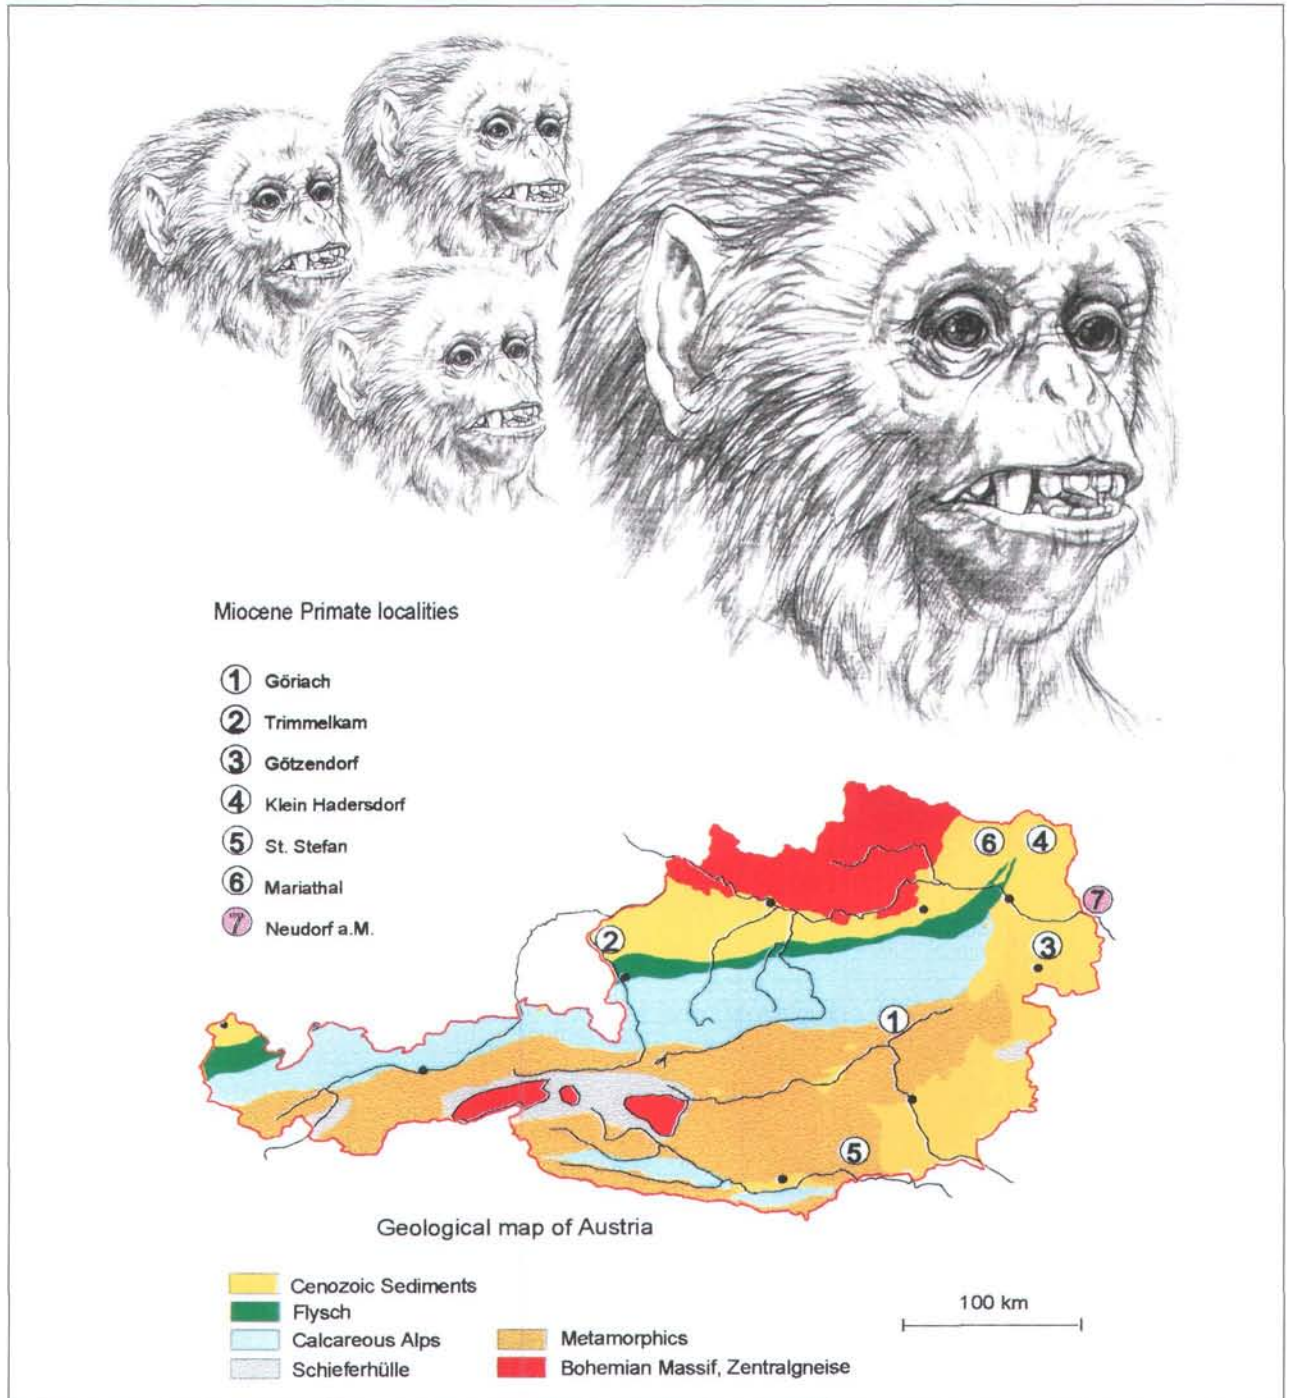 Miocene Primate localities
1 Göriach
2 Trimmelkam
3 Götzendorf
4 Klein Hadersdorf
5 St. Stefan
6 Mariathal
7 Neudorf a.M.
6
4
7
2
3
1
5
Geological map of Austria
Cenozoic Sediments
Flysch
Calcareous Alps
Schieferhülle
Metamorphics
Bohemian Massif, Zentralgneise
100 km